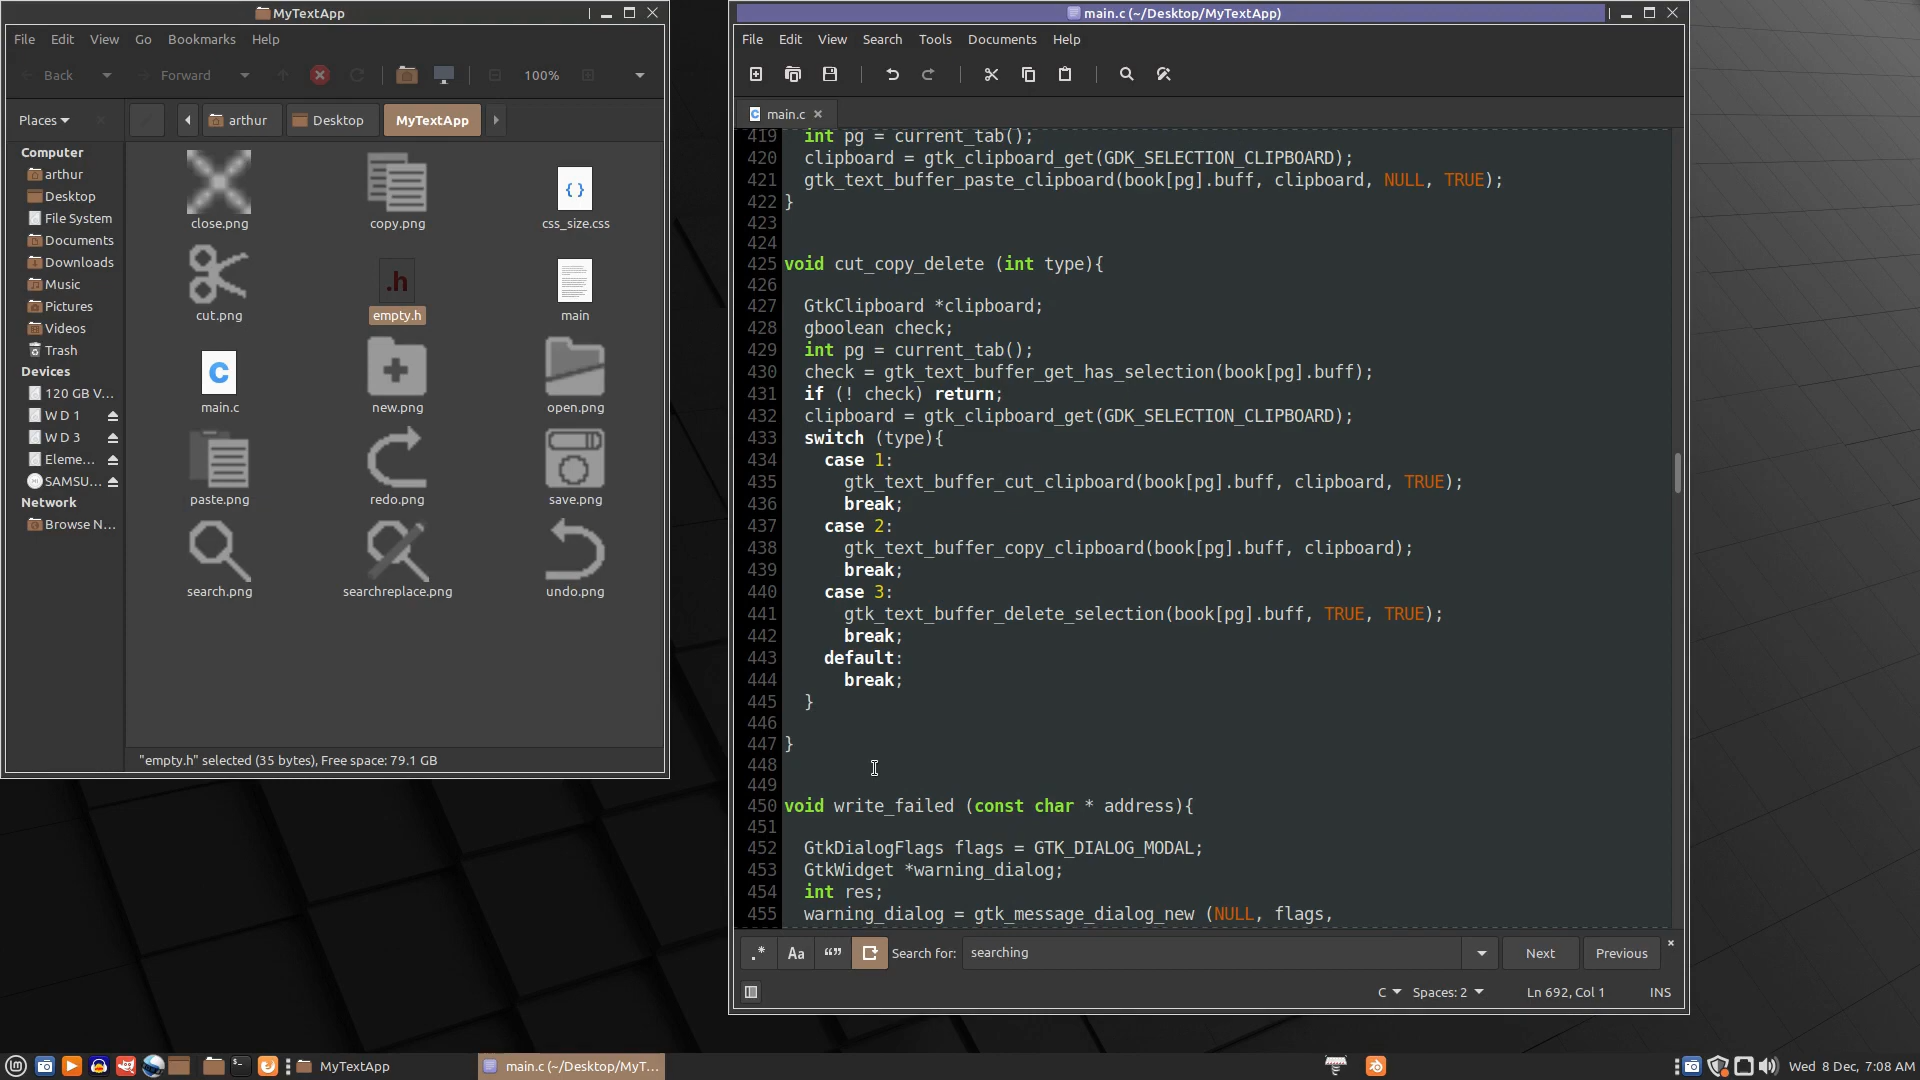 MyTextApp
File Edit View Go Bookmarks Help
Back Forward 100%
Places
arthur Desktop MyTextApp
Computer
arthur
Desktop
File System
Documents
Downloads
Music
Pictures
Videos
Trash
Devices
120 GB V...
W D 1
W D 3
Eleme...
SAMSU...
Network
Browse N...
close.png copy.png css_size.css
{ }
.h
cut.png empty.h main
C
main.c new.png open.png
paste.png redo.png save.png
search.png searchreplace.png undo.png
"empty.h" selected (35 bytes), Free space: 79.1 GB
main.c (~/Desktop/MyTextApp)
File Edit View Search Tools Documents Help
C main.c
419 int pg = current_tab();
420 clipboard = gtk_clipboard_get(GDK_SELECTION_CLIPBOARD);
421 gtk_text_buffer_paste_clipboard(book[pg].buff, clipboard, NULL, TRUE);
422 }
423
424
425 void cut_copy_delete (int type){
426
427 GtkClipboard *clipboard;
428 gboolean check;
429 int pg = current_tab();
430 check = gtk_text_buffer_get_has_selection(book[pg].buff);
431 if (! check) return;
432 clipboard = gtk_clipboard_get(GDK_SELECTION_CLIPBOARD);
433 switch (type){
434 case 1:
435 gtk_text_buffer_cut_clipboard(book[pg].buff, clipboard, TRUE);
436 break;
437 case 2:
438 gtk_text_buffer_copy_clipboard(book[pg].buff, clipboard);
439 break;
440 case 3:
441 gtk_text_buffer_delete_selection(book[pg].buff, TRUE, TRUE);
442 break;
443 default:
444 break;
445 }
446
447 }
448
449
450 void write_failed (const char * address){
451
452 GtkDialogFlags flags = GTK_DIALOG_MODAL;
453 GtkWidget *warning_dialog;
454 int res;
455 warning_dialog = gtk_message_dialog_new (NULL, flags,
.* Aa “” Search for: searching Next Previous
C Spaces: 2 Ln 692, Col 1 INS
MyTextApp main.c (~/Desktop/MyT... Wed 8 Dec, 7:08 AM